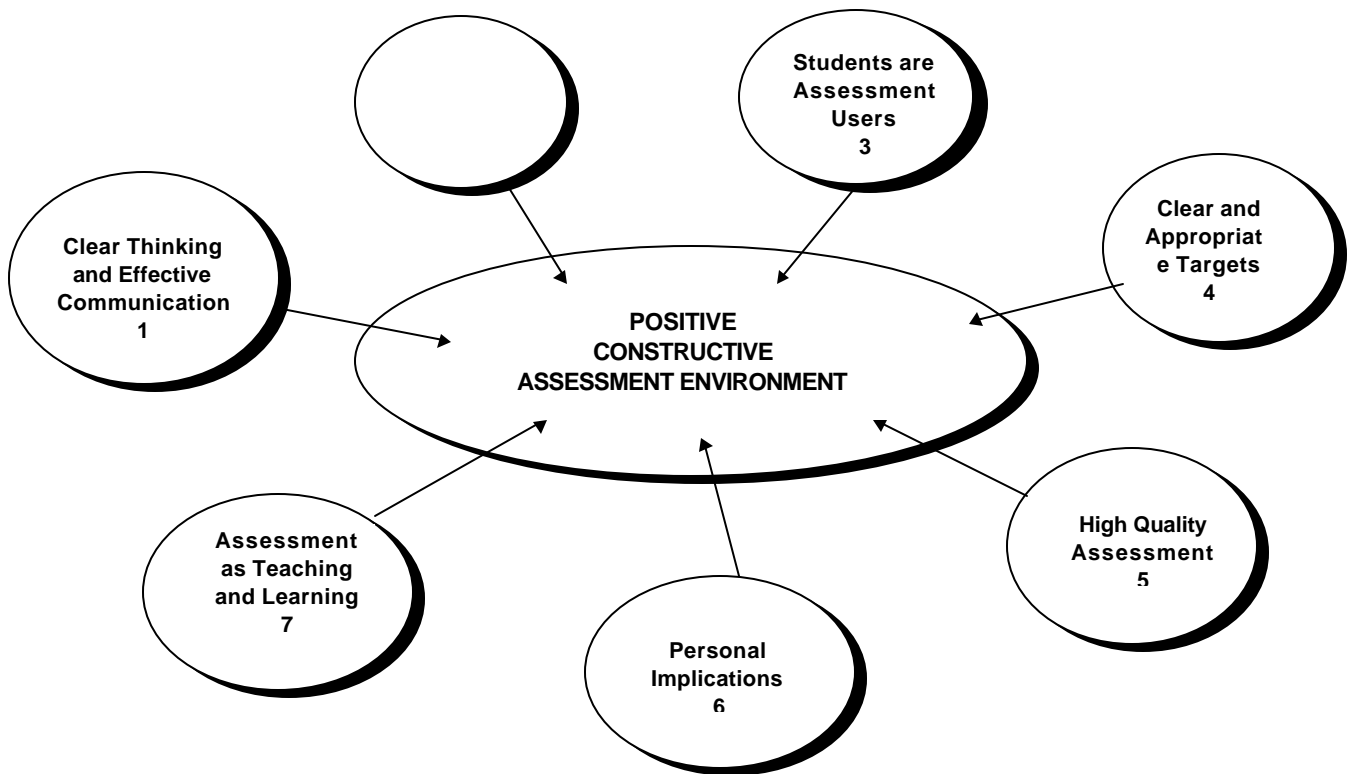 Students are
Assessment
Users
3
Clear and
Appropriat
e Targets
4
Clear Thinking
and Effective
Communication
1
POSITIVE
CONSTRUCTIVE
ASSESSMENT ENVIRONMENT
High Quality
Assessment
5
Assessment
as Teaching
and Learning
7
Personal
Implications
6